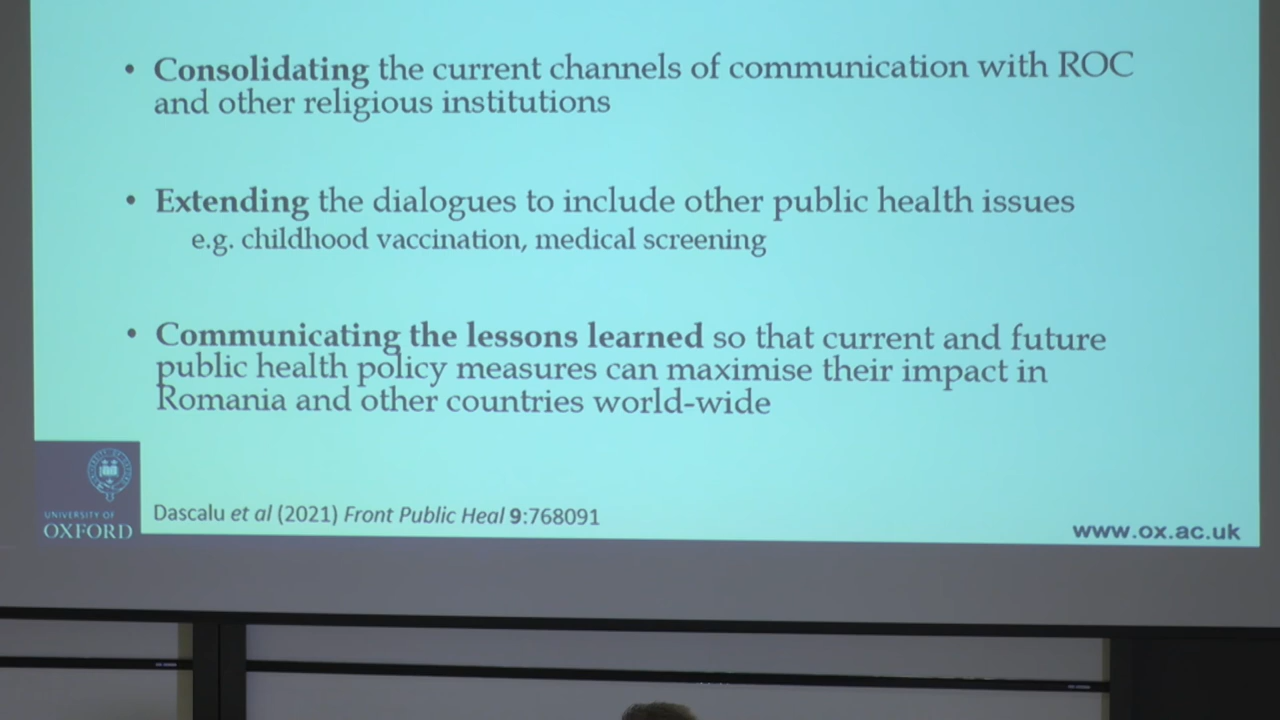 • Consolidating the current channels of communication with ROC
and other religious institutions
• Extending the dialogues to include other public health issues
e.g. childhood vaccination, medical screening
• Communicating the lessons learned so that current and future
public health policy measures can maximise their impact in
Romania and other countries world-wide
UNIVERSITY OF
OXFORD
Dascalu et al (2021) Front Public Heal 9:768091
www.ox.ac.uk